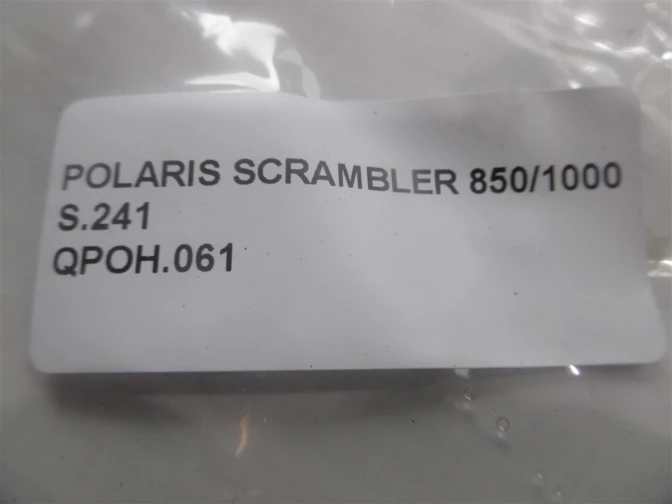 POLARIS SCRAMBLER 850/1000
S.241
QPOH.061